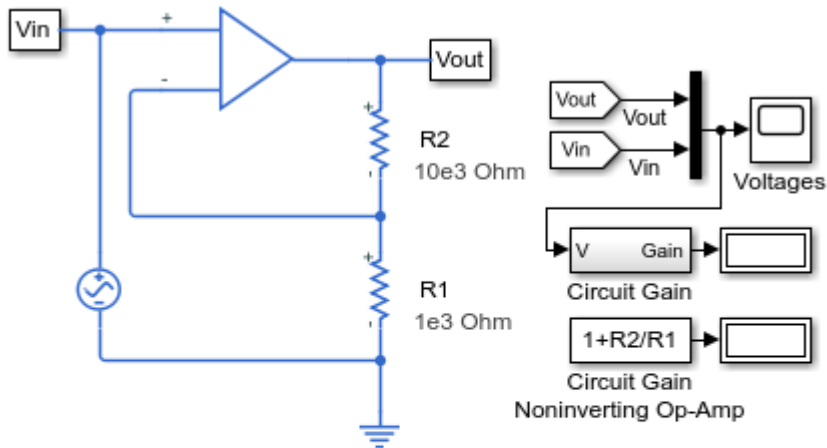 Vin
+
-
Vout
+
R2
-
10e3 Ohm
+
R1
-
1e3 Ohm
+
-
Vout
Vout
Vin
Vin
Voltages
V
Gain
Circuit Gain
1+R2/R1
Circuit Gain
Noninverting Op-Amp